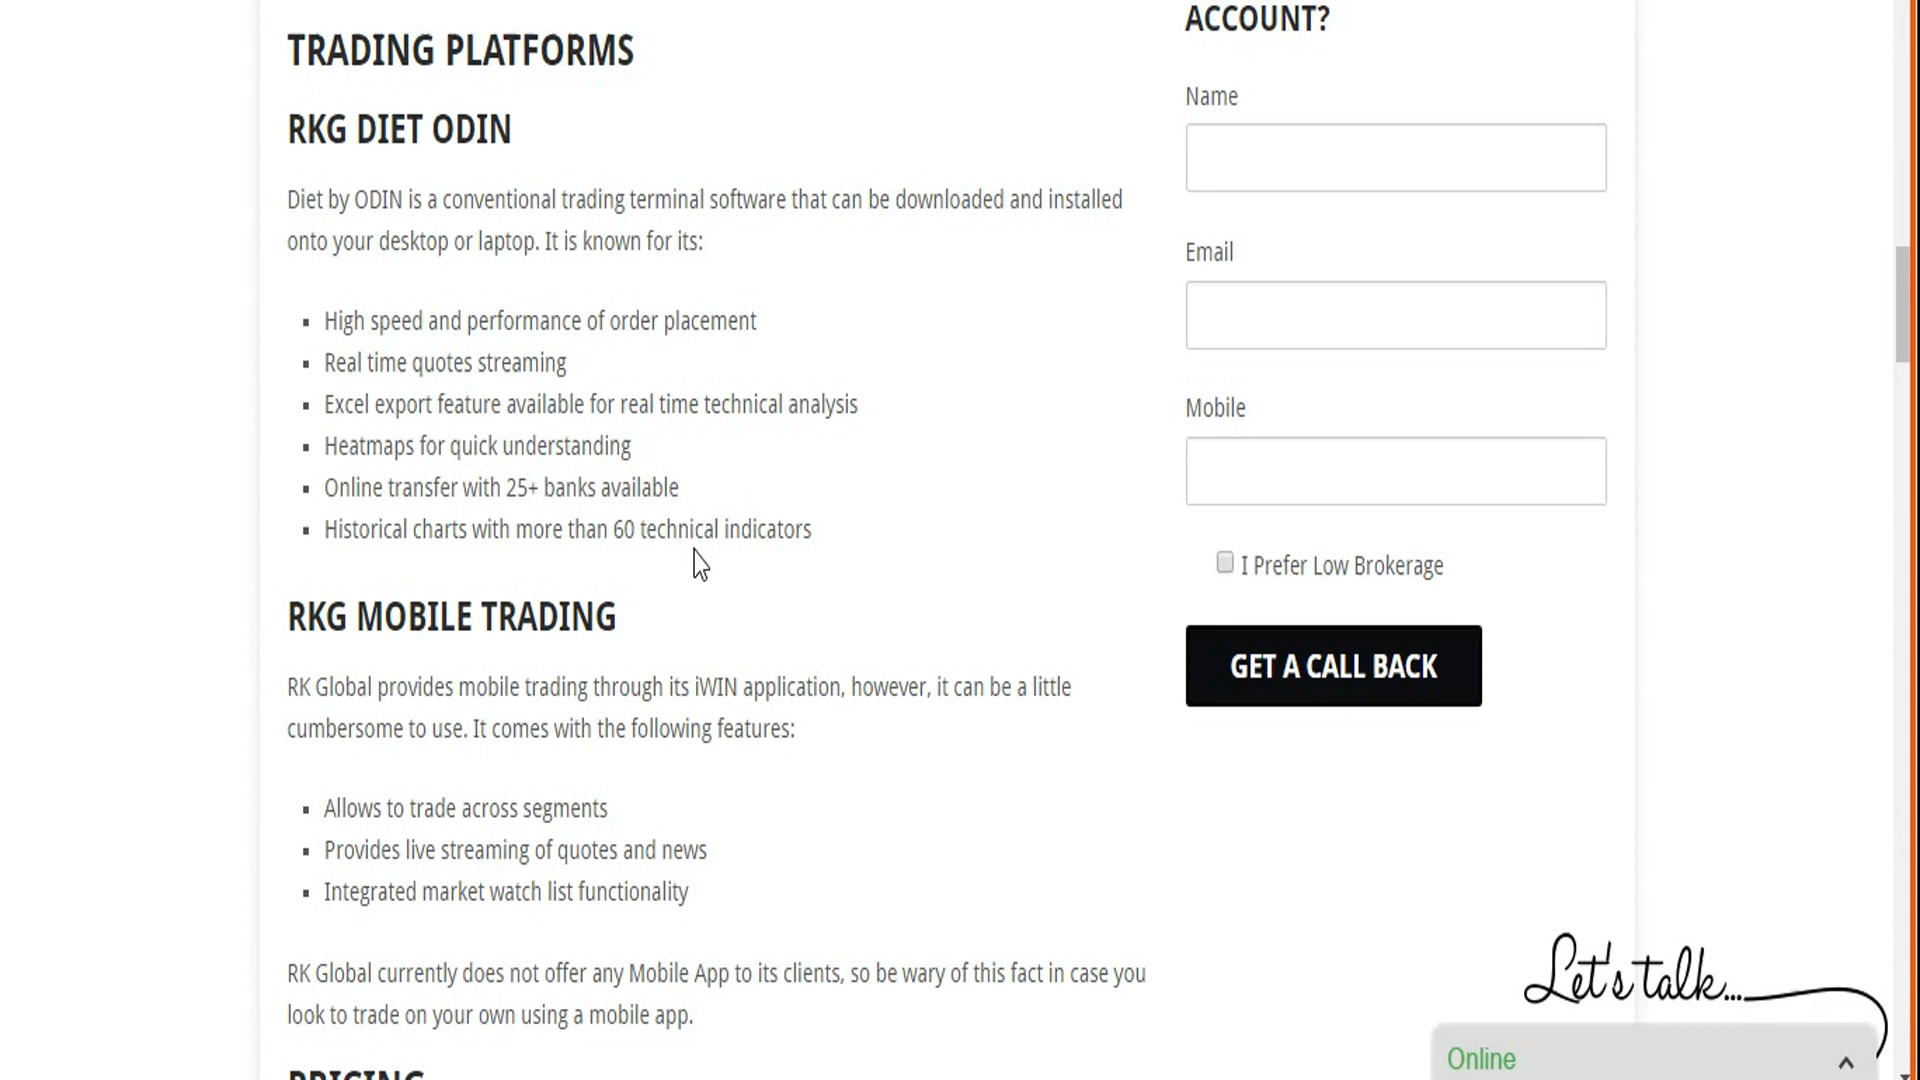 TRADING PLATFORMS
RKG DIET ODIN
Diet by ODIN is a conventional trading terminal software that can be downloaded and installed
onto your desktop or laptop. It is known for its:
High speed and performance of order placement
Real time quotes streaming
Excel export feature available for real time technical analysis
Heatmaps for quick understanding
Online transfer with 25+ banks available
Historical charts with more than 60 technical indicators
RKG MOBILE TRADING
RK Global provides mobile trading through its iWIN application, however, it can be a little
cumbersome to use. It comes with the following features:
Allows to trade across segments
Provides live streaming of quotes and news
Integrated market watch list functionality
RK Global currently does not offer any Mobile App to its clients, so be wary of this fact in case you
look to trade on your own using a mobile app.
PRICING
ACCOUNT?
Name
Email
Mobile
I Prefer Low Brokerage
GET A CALL BACK
Let's talk...
Online